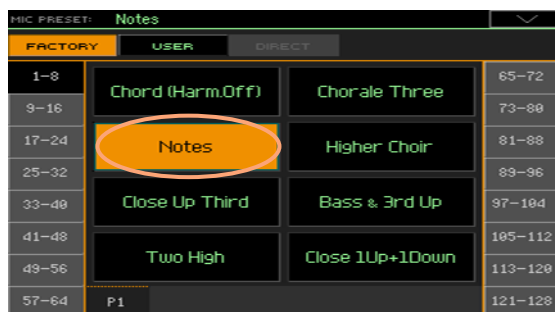 MIC PRESET: Notes
FACTORY USER DIRECT
1-8 Chord (Harm.Off) Chorale Three 65-72
9-16 73-80
17-24 Notes Higher Choir 81-88
25-32 89-96
33-40 Close Up Third Bass & 3rd Up 97-104
41-48 105-112
49-56 Two High Close 1Up+1Down 113-120
57-64 P1 121-128